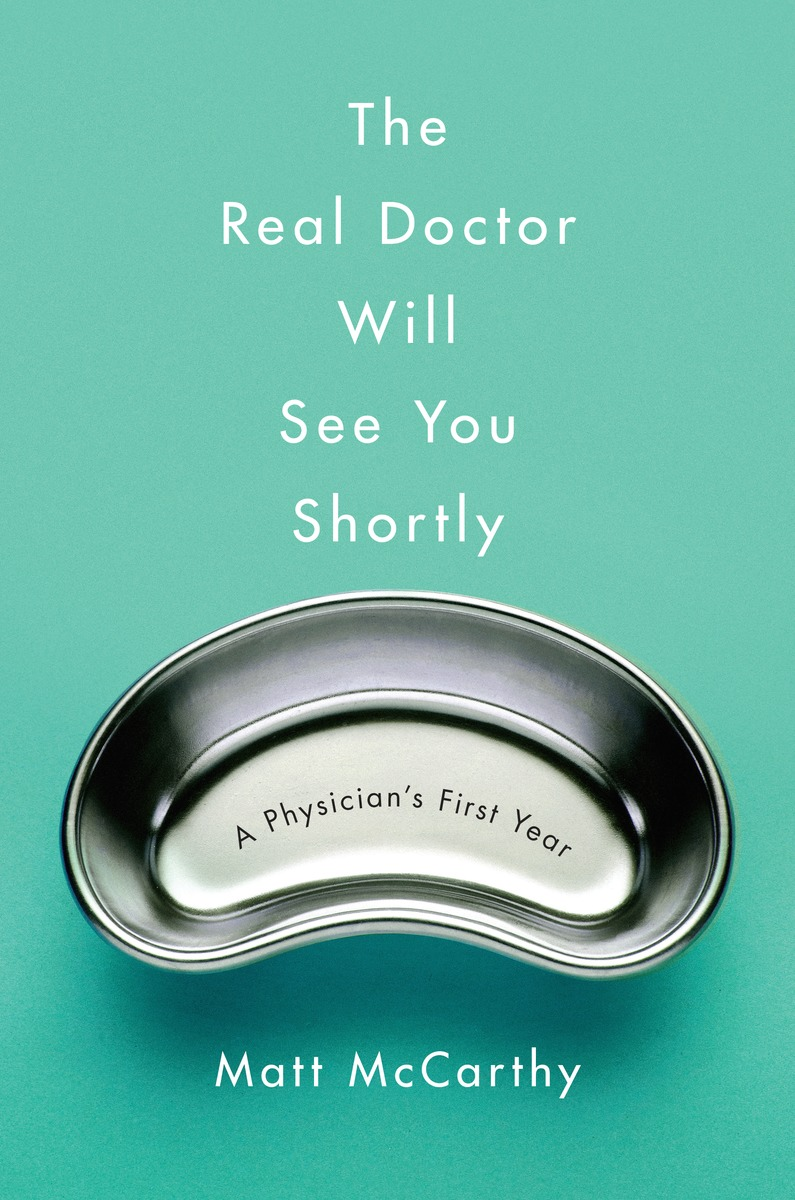 The
Real Doctor
Will
See You
Shortly
A Physician’s First Year
Matt McCarthy